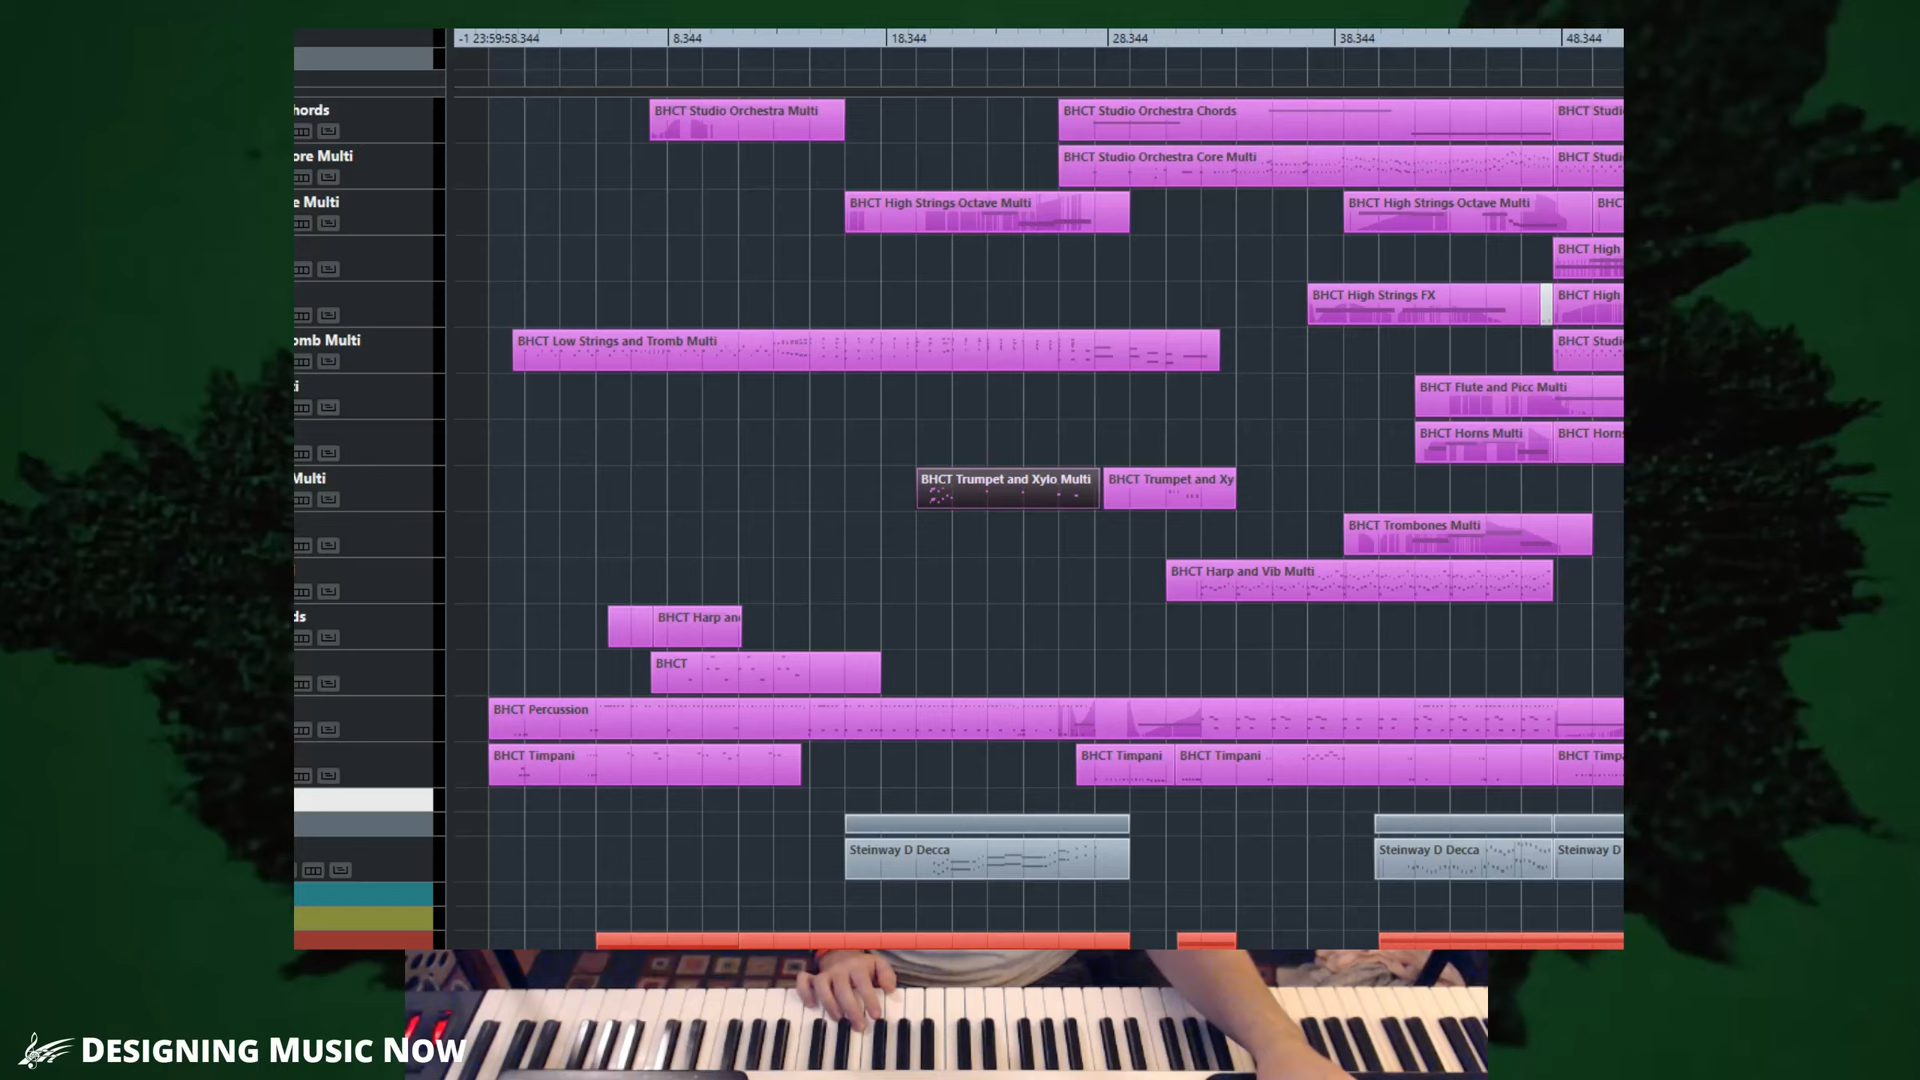 -1 23:59:58.344 8.344 18.344 28.344 38.344 48.344
hords
BHCT Studio Orchestra Multi
BHCT Studio Orchestra Chords
BHCT Studi
ore Multi
BHCT Studio Orchestra Core Multi
BHCT Studi
e Multi
BHCT High Strings Octave Multi
BHCT High Strings Octave Multi
BHC
BHCT High
BHCT High Strings FX
BHCT High
omb Multi
BHCT Low Strings and Tromb Multi
BHCT Studi
ti
BHCT Flute and Picc Multi
BHCT Horns Multi
BHCT Horns
Multi
BHCT Trumpet and Xylo Multi
BHCT Trumpet and Xy
BHCT Trombones Multi
BHCT Harp and Vib Multi
ds
BHCT Harp and
BHCT
BHCT Percussion
BHCT Timpani
BHCT Timpani
BHCT Timpani
BHCT Timpa
Steinway D Decca
Steinway D Decca
Steinway D
DESIGNING MUSIC NOW